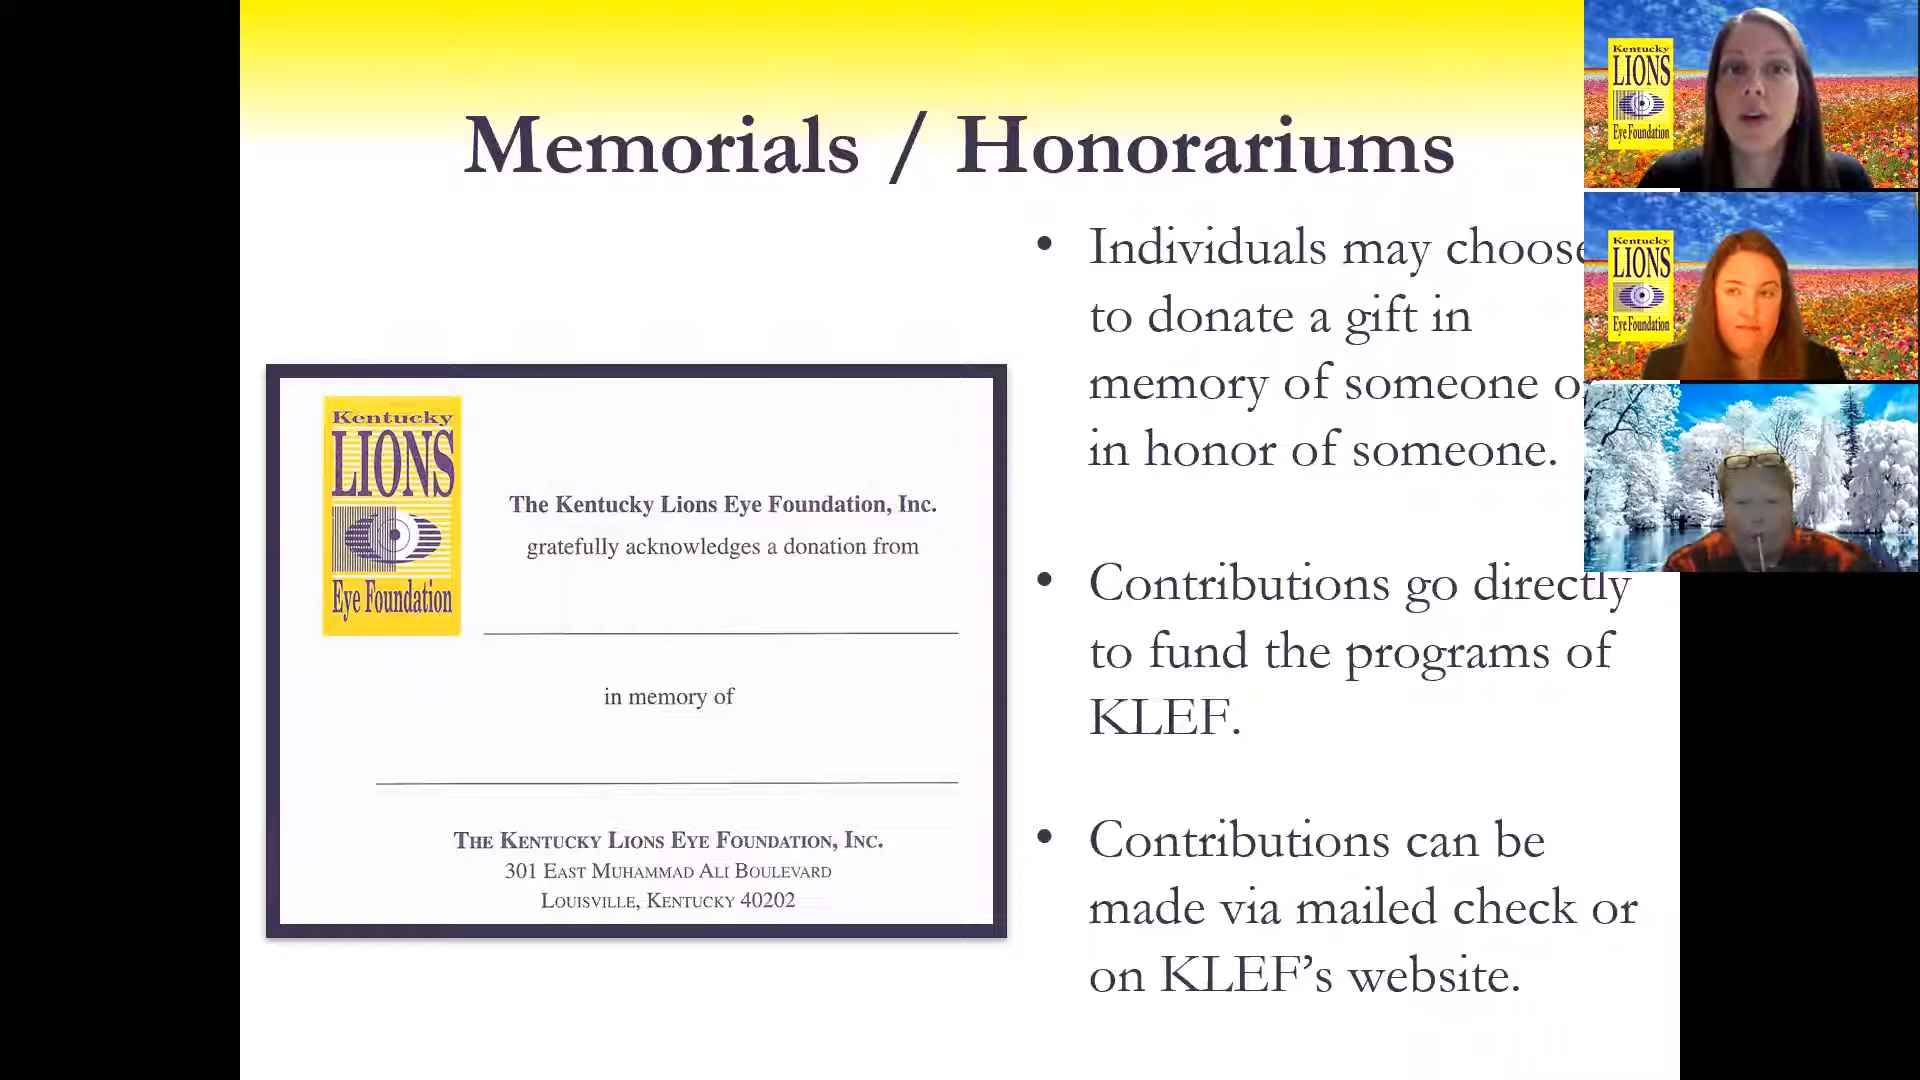 Memorials / Honorariums
Kentucky
LIONS
Eye Foundation
The Kentucky Lions Eye Foundation, Inc.
gratefully acknowledges a donation from
in memory of
THE KENTUCKY LIONS EYE FOUNDATION, INC.
301 EAST MUHAMMAD ALI BOULEVARD
LOUISVILLE, KENTUCKY 40202
• Individuals may choose
to donate a gift in
memory of someone o
in honor of someone.
• Contributions go directly
to fund the programs of
KLEF.
• Contributions can be
made via mailed check or
on KLEF’s website.
Kentucky
LIONS
Eye Foundation
Kentucky
LIONS
Eye Foundation